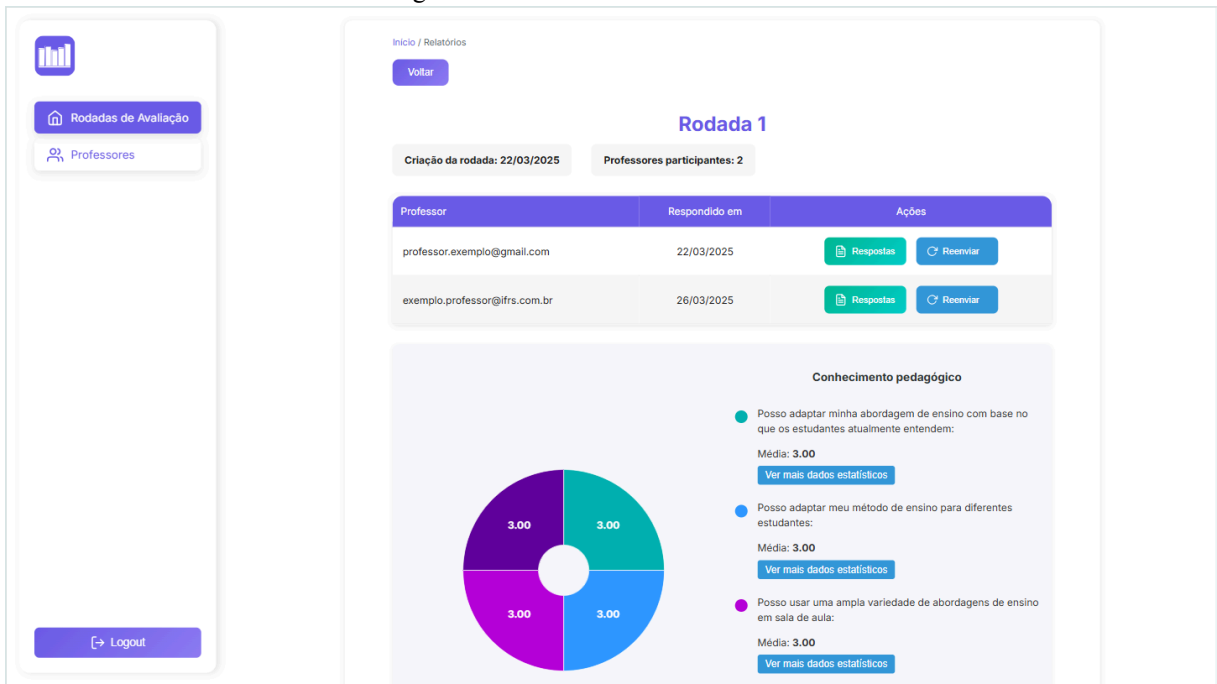 Rodadas de Avaliação
Professores
Logout
Início / Relatórios
Voltar
Rodada 1
Criação da rodada: 22/03/2025
Professores participantes: 2
Professor Respondido em Ações
professor.exemplo@gmail.com 22/03/2025 Respostas Reenviar
exemplo.professor@ifrs.com.br 26/03/2025 Respostas Reenviar
3.00 3.00
3.00 3.00
Conhecimento pedagógico
Posso adaptar minha abordagem de ensino com base no
que os estudantes atualmente entendem:
Média: 3.00
Ver mais dados estatísticos
Posso adaptar meu método de ensino para diferentes
estudantes:
Média: 3.00
Ver mais dados estatísticos
Posso usar uma ampla variedade de abordagens de ensino
em sala de aula:
Média: 3.00
Ver mais dados estatísticos